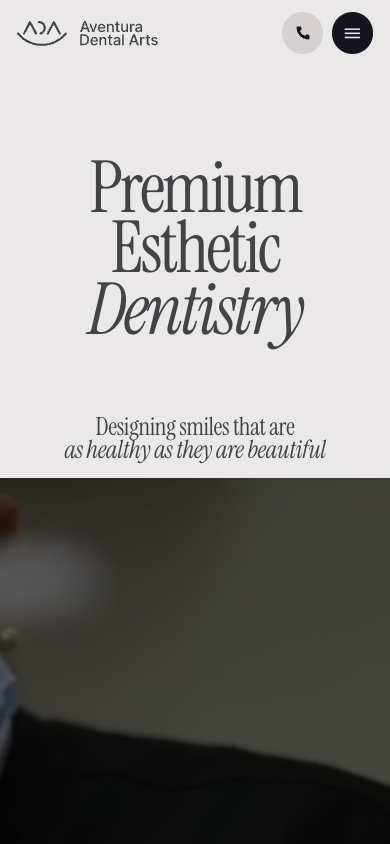 ADA
Aventura
Dental Arts
Premium
Esthetic
Dentistry
Designing smiles that are
as healthy as they are beautiful